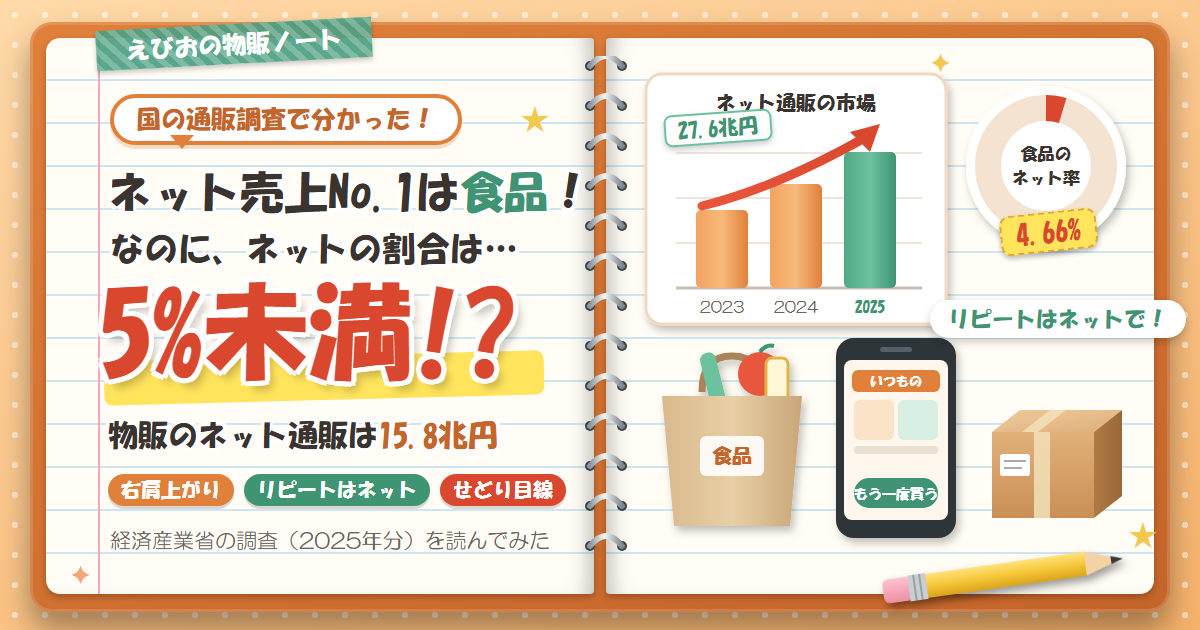 えびおの物販ノート
国の通販調査で分かった！
ネット売上No.1は食品！
なのに、ネットの割合は…
5%未満!?
物販のネット通販は15.8兆円
右肩上がり
リピートはネット
せどり目線
経済産業省の調査（2025年分）を読んでみた
ネット通販の市場
27.6兆円
2023
2024
2025
食品の
ネット率
4.66%
リピートはネットで！
食品
いつもの
もう一度買う